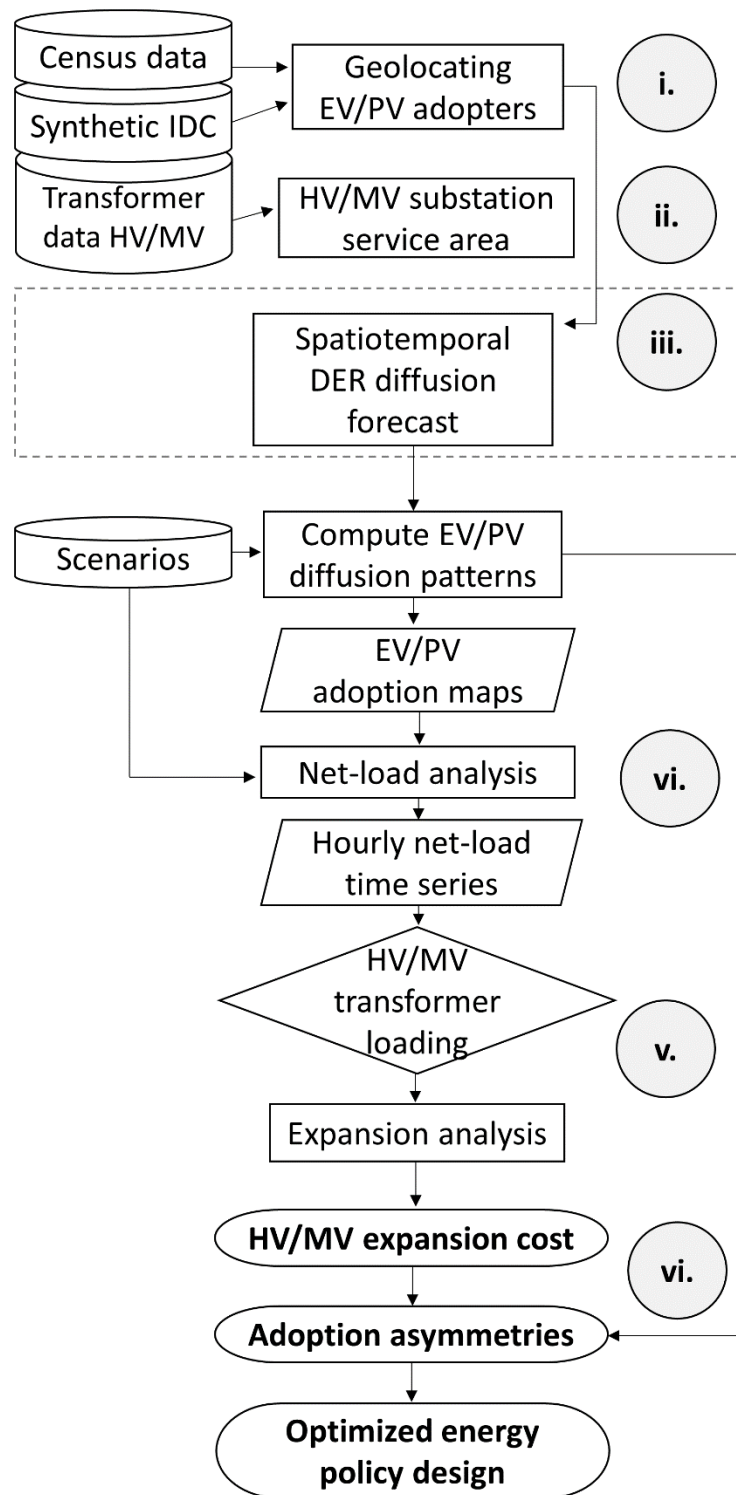 Census data
Geolocating
EV/PV adopters
i.
Synthetic IDC
Transformer
data HV/MV
HV/MV substation
service area
ii.
Spatiotemporal
DER diffusion
forecast
iii.
Scenarios
Compute EV/PV
diffusion patterns
EV/PV
adoption maps
Net-load analysis
vi.
Hourly net-load
time series
HV/MV
transformer
loading
v.
Expansion analysis
HV/MV expansion cost
vi.
Adoption asymmetries
Optimized energy
policy design